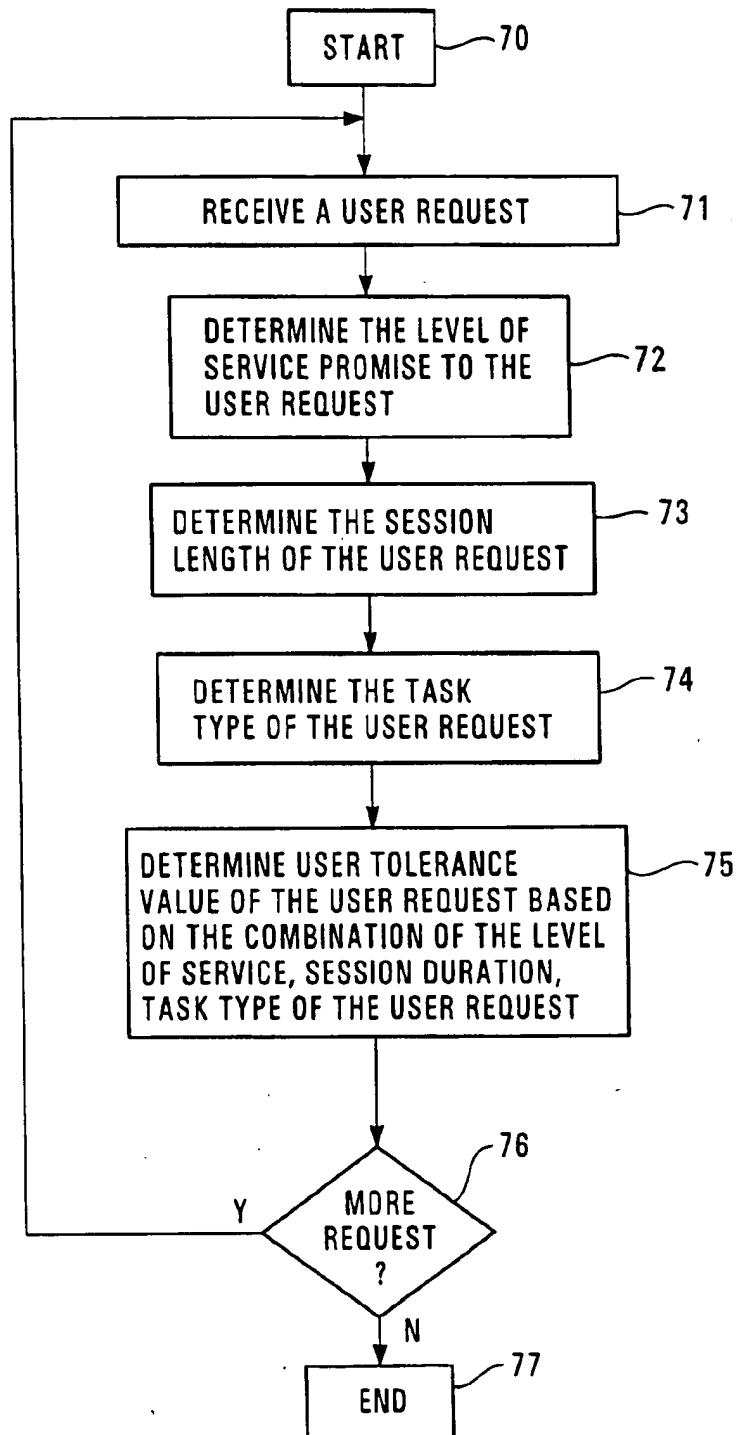 START
70
RECEIVE A USER REQUEST
71
DETERMINE THE LEVEL OF
SERVICE PROMISE TO THE
USER REQUEST
72
DETERMINE THE SESSION
LENGTH OF THE USER REQUEST
73
DETERMINE THE TASK
TYPE OF THE USER REQUEST
74
DETERMINE USER TOLERANCE
VALUE OF THE USER REQUEST BASED
ON THE COMBINATION OF THE LEVEL
OF SERVICE, SESSION DURATION,
TASK TYPE OF THE USER REQUEST
75
76
Y
MORE
REQUEST
?
N
END
77